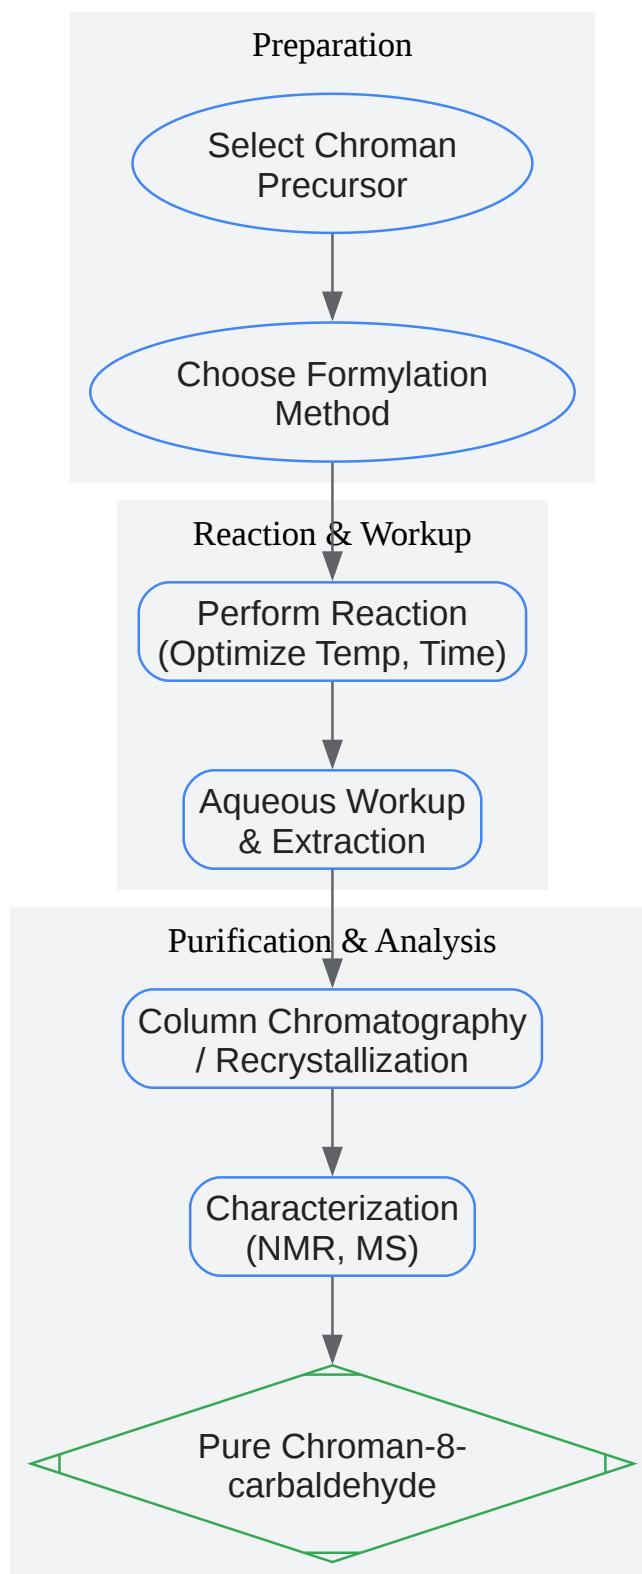 Preparation
Select Chroman
Precursor
Choose Formylation
Method
Reaction & Workup
Perform Reaction
(Optimize Temp, Time)
Aqueous Workup
& Extraction
Purification & Analysis
Column Chromatography
/ Recrystallization
Characterization
(NMR, MS)
Pure Chroman-8-
carbaldehyde